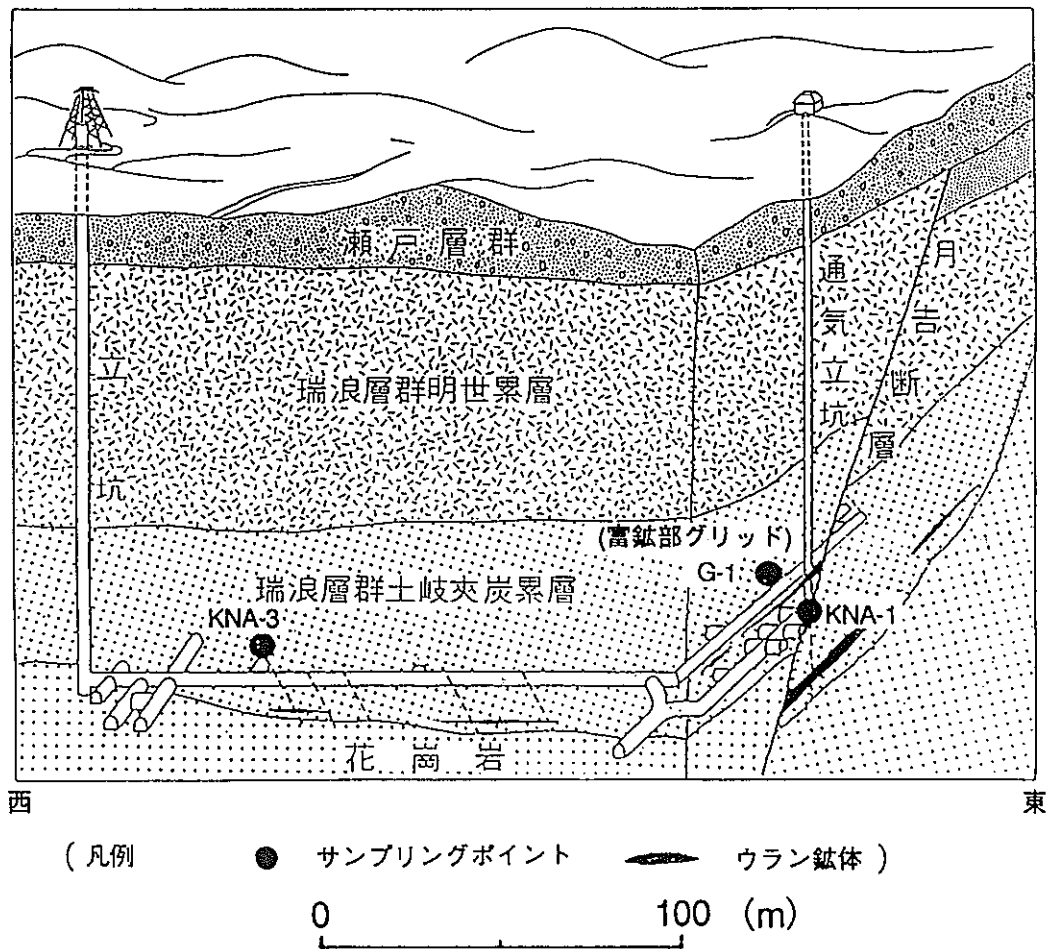 瀬戸層群
通気立坑
月吉断層
立坑
瑞浪層群明世累層
(富鉱部グリッド)
G-1
瑞浪層群土岐夾炭累層
KNA-3
KNA-1
花崗岩
西
東
(凡例 サンプリングポイント ウラン鉱体)
0 100 (m)